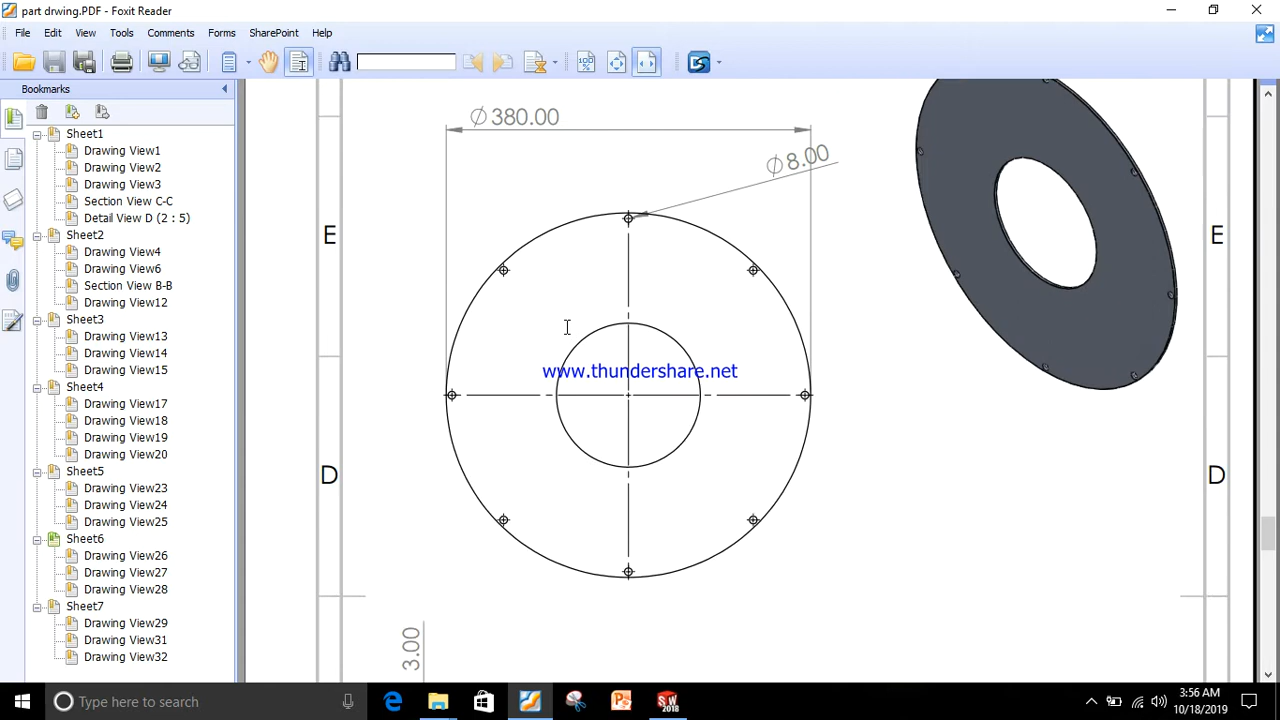 part drwing.PDF - Foxit Reader
File Edit View Tools Comments Forms SharePoint Help
Bookmarks
Sheet1
Drawing View1
Drawing View2
Drawing View3
Section View C-C
Detail View D (2 : 5)
Sheet2
Drawing View4
Drawing View6
Section View B-B
Drawing View12
Sheet3
Drawing View13
Drawing View14
Drawing View15
Sheet4
Drawing View17
Drawing View18
Drawing View19
Drawing View20
Sheet5
Drawing View23
Drawing View24
Drawing View25
Sheet6
Drawing View26
Drawing View27
Drawing View28
Sheet7
Drawing View29
Drawing View31
Drawing View32
∅380.00
∅8.00
E E
www.thundershare.net
D D
3.00
Type here to search
3:56 AM
10/18/2019